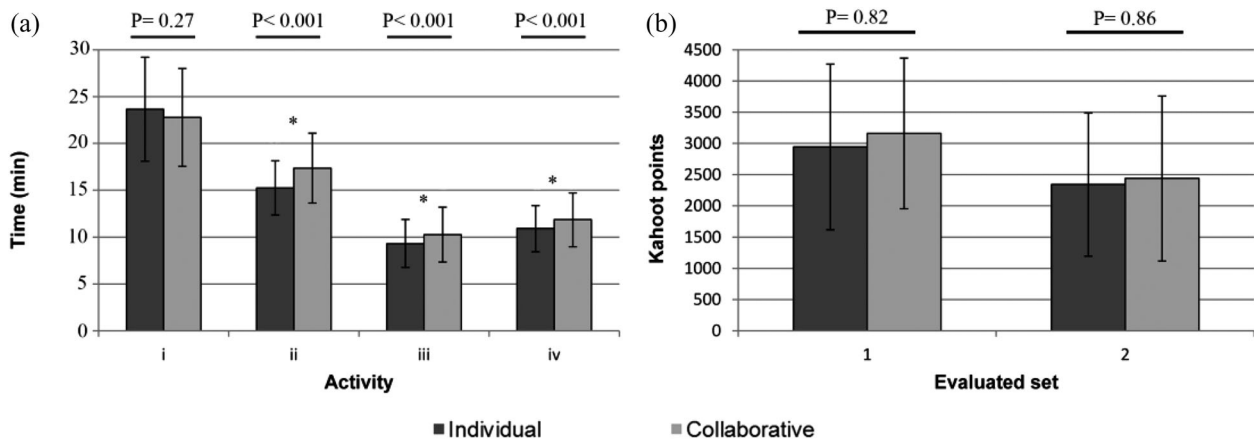 (a)
P= 0.27 P< 0.001 P< 0.001 P< 0.001
30
25
20
15
10
5
0
Time (min)
*
*
*
i ii iii iv
Activity
(b)
P= 0.82 P= 0.86
4500
4000
3500
3000
2500
2000
1500
1000
500
0
Kahoot points
1 2
Evaluated set
Individual Collaborative